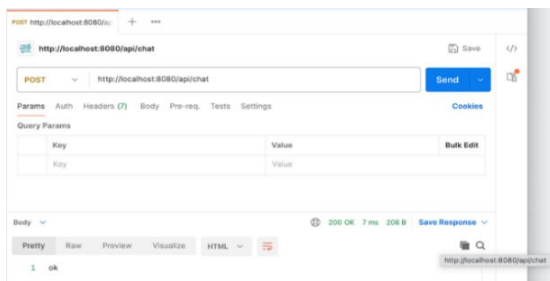 POST http://localhost:8080/a
http://localhost:8080/api/chat
Save
POST http://localhost:8080/api/chat
Send
Params Auth Headers (7) Body Pre-req. Tests Settings Cookies
Query Params
Key Value Bulk Edit
Key Value
Body 200 OK 7 ms 206 B Save Response
Pretty Raw Preview Visualize HTML
http://localhost:8080/api/chat
1 ok